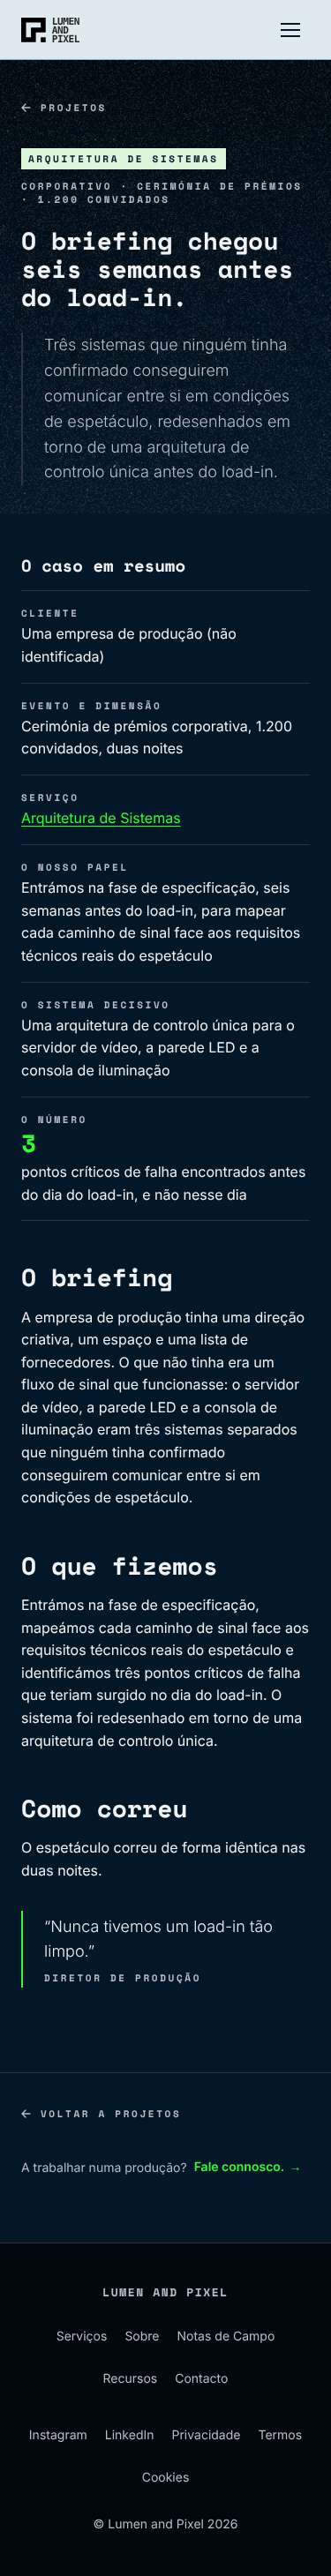 LUMEN
AND
PIXEL
← PROJETOS
ARQUITETURA DE SISTEMAS
CORPORATIVO · CERIMÓNIA DE PRÉMIOS
· 1.200 CONVIDADOS
O briefing chegou
seis semanas antes
do load-in.
Três sistemas que ninguém tinha
confirmado conseguirem
comunicar entre si em condições
de espetáculo, redesenhados em
torno de uma arquitetura de
controlo única antes do load-in.
O caso em resumo
CLIENTE
Uma empresa de produção (não
identificada)
EVENTO E DIMENSÃO
Cerimónia de prémios corporativa, 1.200
convidados, duas noites
SERVIÇO
Arquitetura de Sistemas
O NOSSO PAPEL
Entrámos na fase de especificação, seis
semanas antes do load-in, para mapear
cada caminho de sinal face aos requisitos
técnicos reais do espetáculo
O SISTEMA DECISIVO
Uma arquitetura de controlo única para o
servidor de vídeo, a parede LED e a
consola de iluminação
O NÚMERO
3
pontos críticos de falha encontrados antes
do dia do load-in, e não nesse dia
O briefing
A empresa de produção tinha uma direção
criativa, um espaço e uma lista de
fornecedores. O que não tinha era um
fluxo de sinal que funcionasse: o servidor
de vídeo, a parede LED e a consola de
iluminação eram três sistemas separados
que ninguém tinha confirmado
conseguirem comunicar entre si em
condições de espetáculo.
O que fizemos
Entrámos na fase de especificação,
mapeámos cada caminho de sinal face aos
requisitos técnicos reais do espetáculo e
identificámos três pontos críticos de falha
que teriam surgido no dia do load-in. O
sistema foi redesenhado em torno de uma
arquitetura de controlo única.
Como correu
O espetáculo correu de forma idêntica nas
duas noites.
“Nunca tivemos um load-in tão
limpo.”
DIRETOR DE PRODUÇÃO
← VOLTAR A PROJETOS
A trabalhar numa produção? Fale connosco. →
LUMEN AND PIXEL
Serviços Sobre Notas de Campo
Recursos Contacto
Instagram LinkedIn Privacidade Termos
Cookies
© Lumen and Pixel 2026